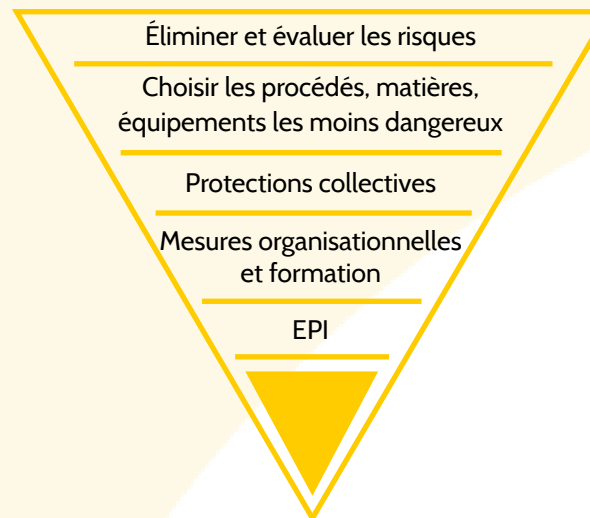 Éliminer et évaluer les risques
Choisir les procédés, matières,
équipements les moins dangereux
Protections collectives
Mesures organisationnelles
et formation
EPI